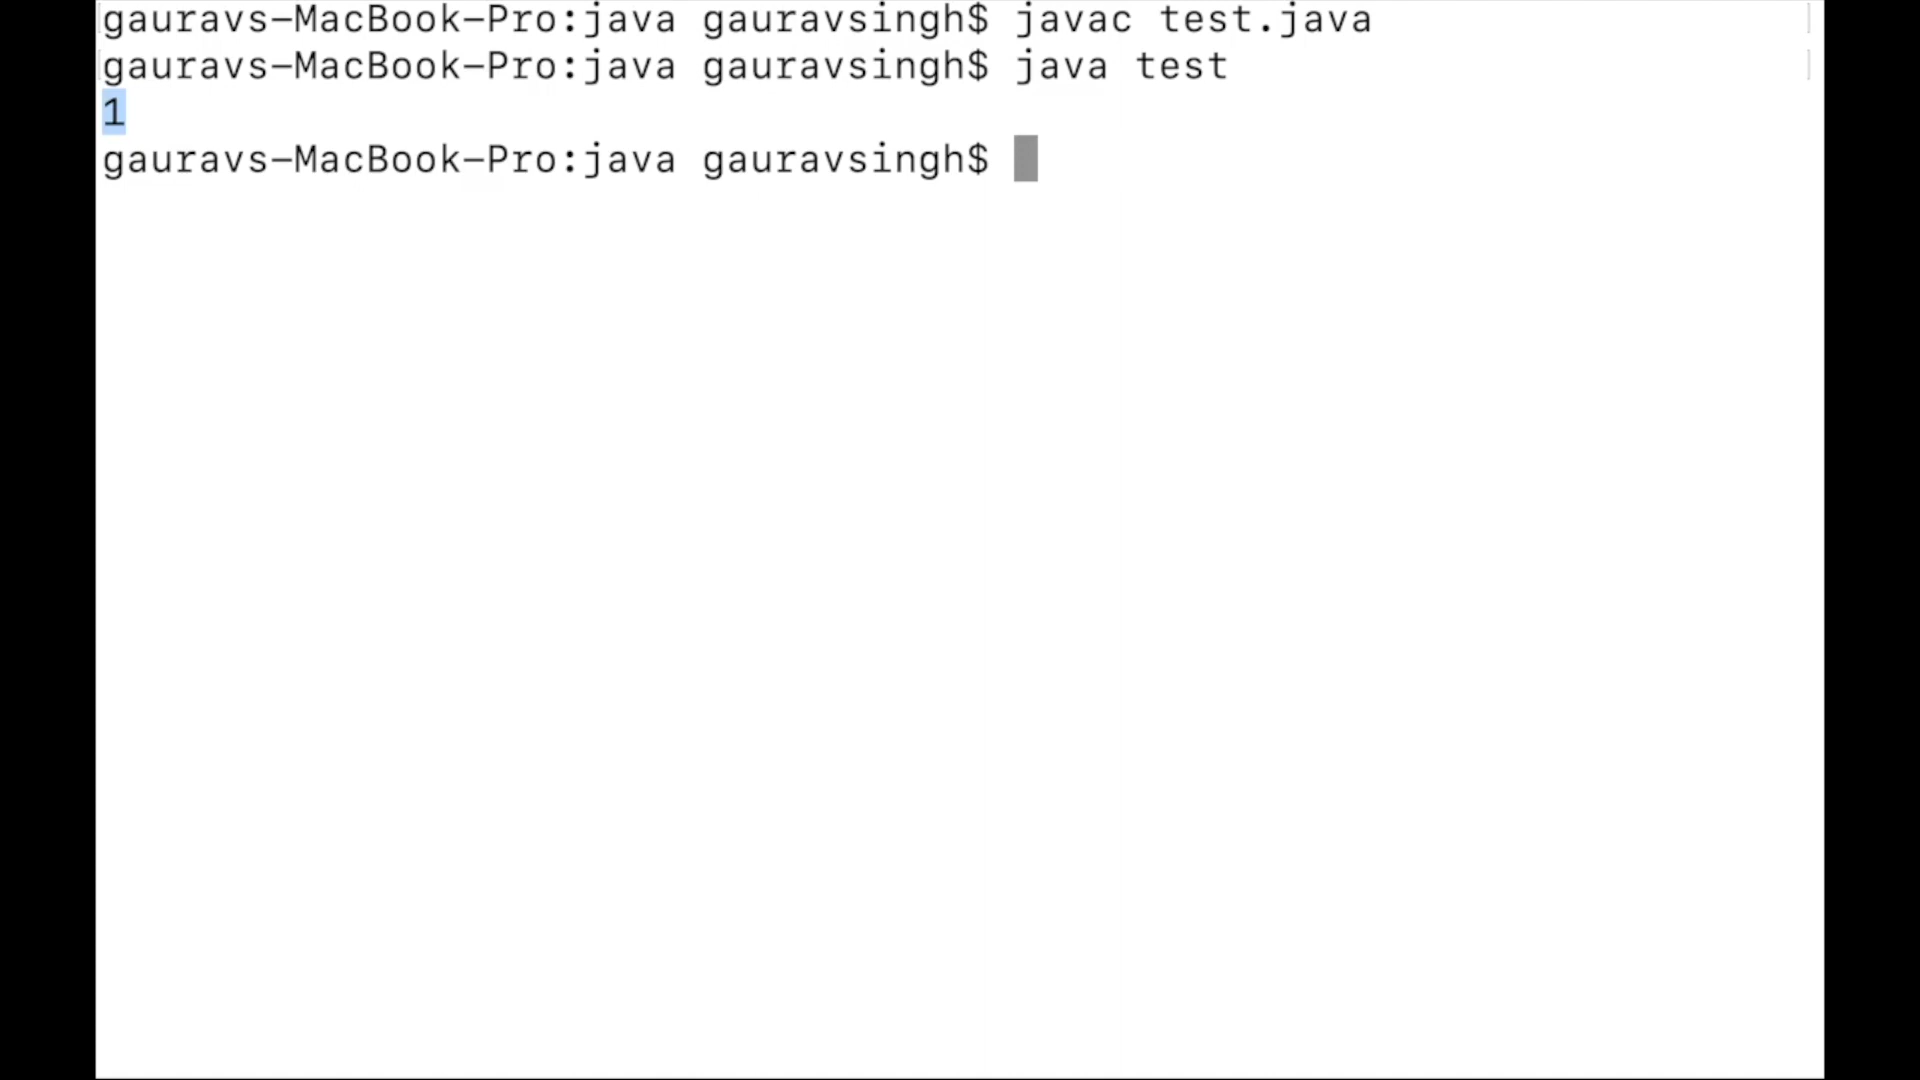 gauravs-MacBook-Pro:java gauravsingh$ javac test.java
gauravs-MacBook-Pro:java gauravsingh$ java test
1
gauravs-MacBook-Pro:java gauravsingh$